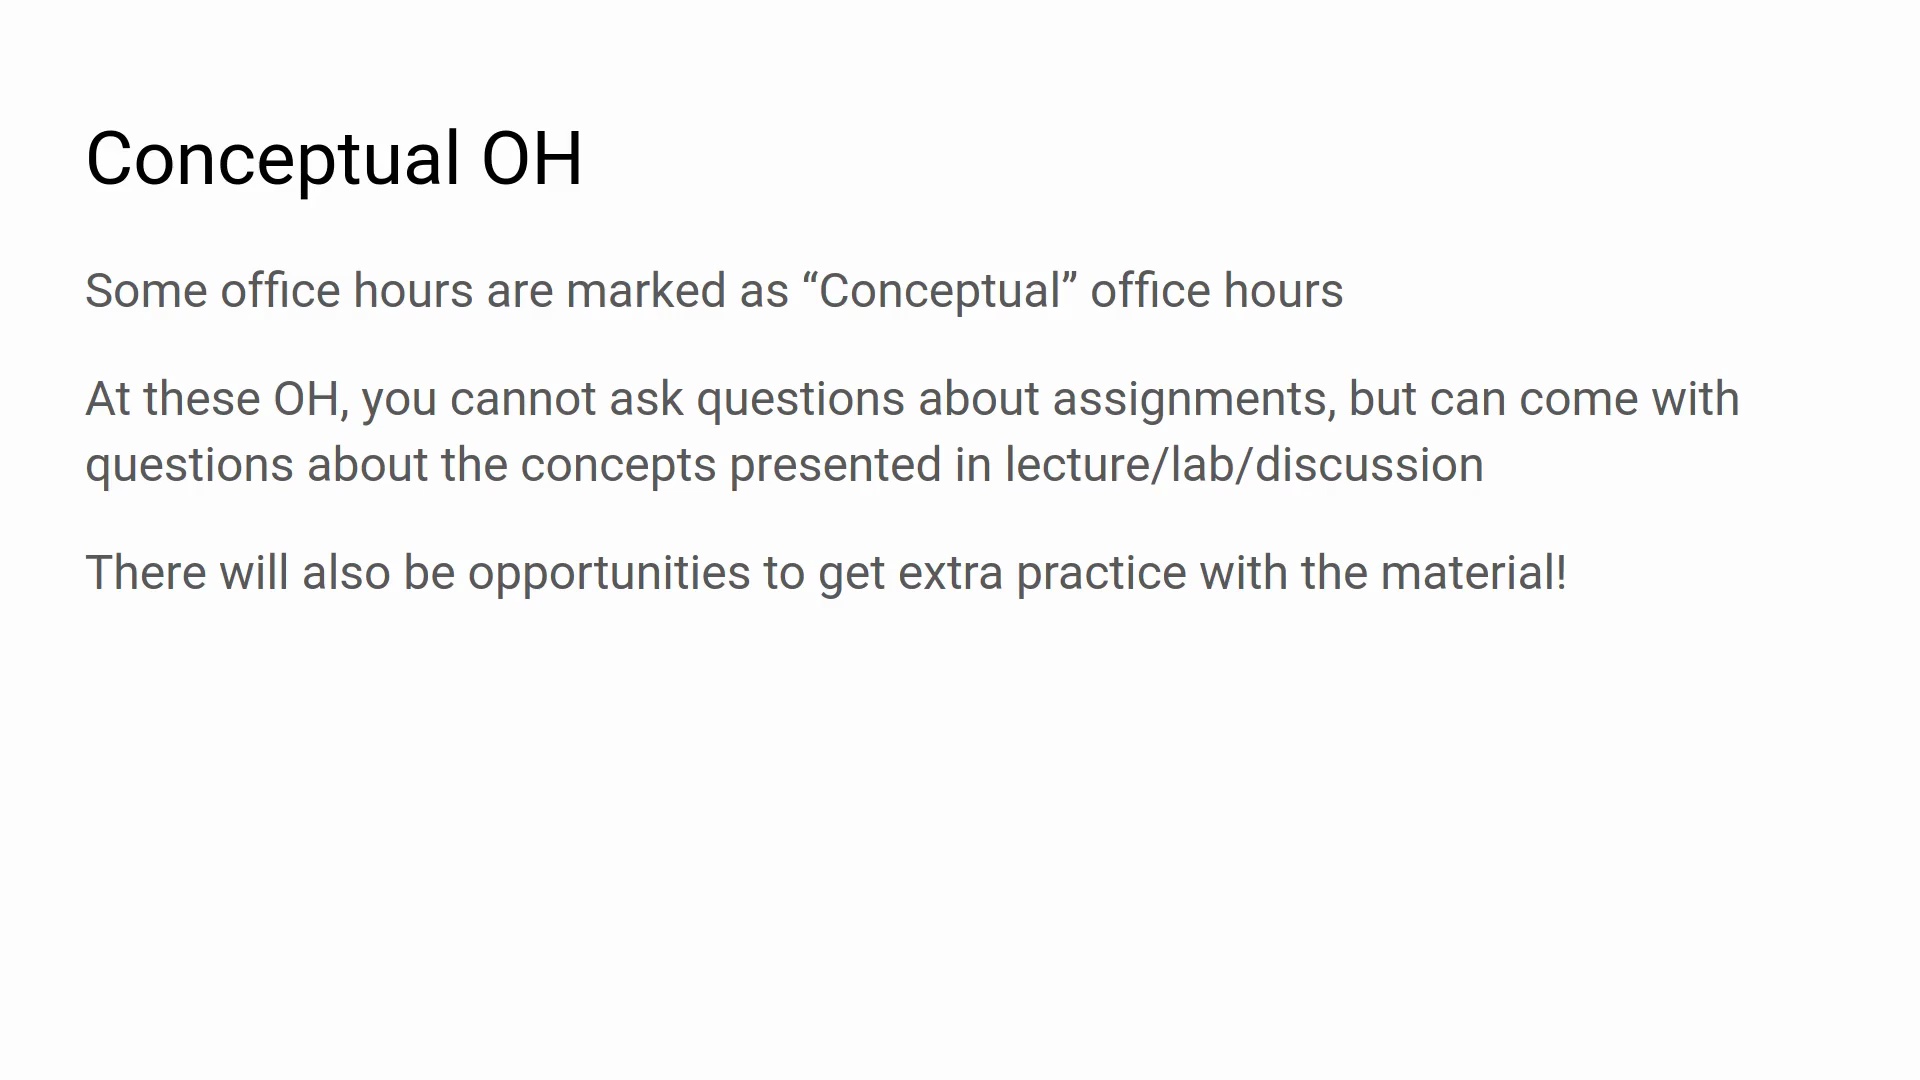 Conceptual OH
Some office hours are marked as “Conceptual” office hours
At these OH, you cannot ask questions about assignments, but can come with
questions about the concepts presented in lecture/lab/discussion
There will also be opportunities to get extra practice with the material!